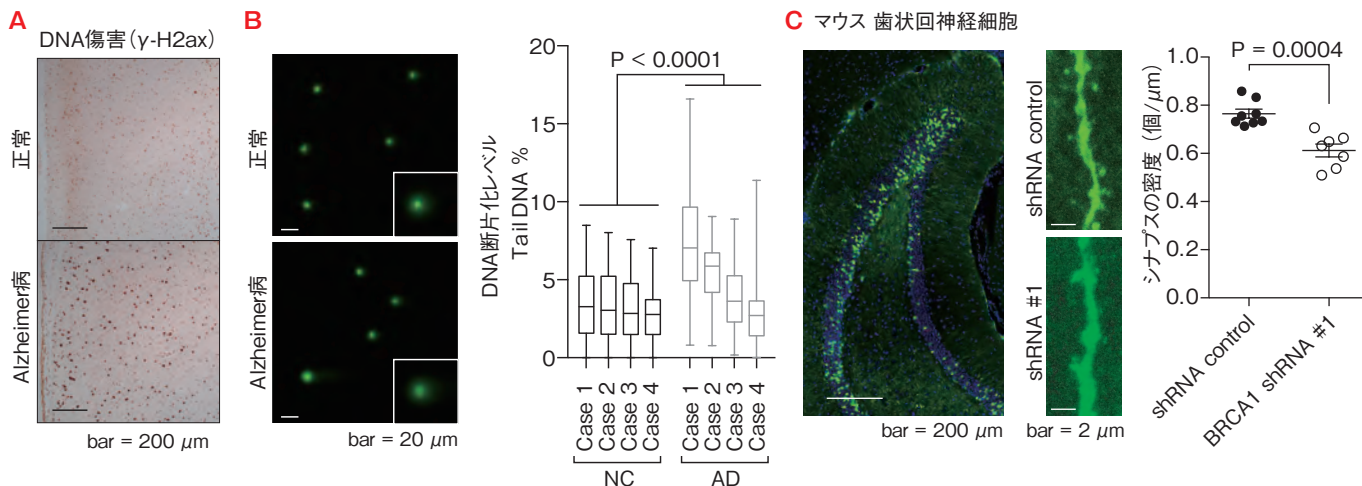 A
DNA傷害（γ-H2ax）
正常
Alzheimer病
bar = 200 μm
B
正常
Alzheimer病
bar = 20 μm
DNA断片化レベル
Tail DNA %
20
15
10
5
0
P < 0.0001
Case 1
Case 2
Case 3
Case 4
Case 1
Case 2
Case 3
Case 4
NC
AD
C マウス 歯状回神経細胞
bar = 200 μm
shRNA control
shRNA #1
bar = 2 μm
シナプスの密度（個/μm）
1.0
0.8
0.6
0.4
0.2
0.0
P = 0.0004
shRNA control
BRCA1 shRNA #1